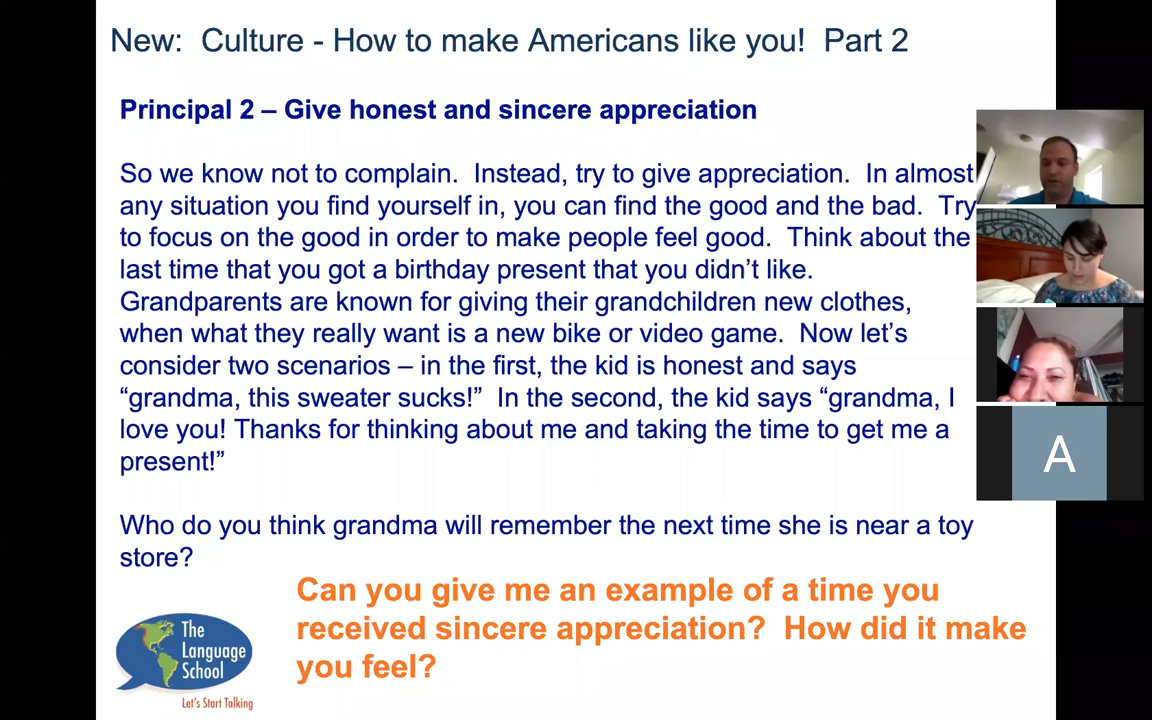 New:  Culture - How to make Americans like you!  Part 2
Principal 2 – Give honest and sincere appreciation
So we know not to complain.  Instead, try to give appreciation.  In almost
any situation you find yourself in, you can find the good and the bad.  Try
to focus on the good in order to make people feel good.  Think about the
last time that you got a birthday present that you didn’t like.
Grandparents are known for giving their grandchildren new clothes,
when what they really want is a new bike or video game.  Now let’s
consider two scenarios – in the first, the kid is honest and says
“grandma, this sweater sucks!”  In the second, the kid says “grandma, I
love you! Thanks for thinking about me and taking the time to get me a
present!”
Who do you think grandma will remember the next time she is near a toy
store?
Can you give me an example of a time you
received sincere appreciation?  How did it make
you feel?
The
Language
School
Let's Start Talking
A